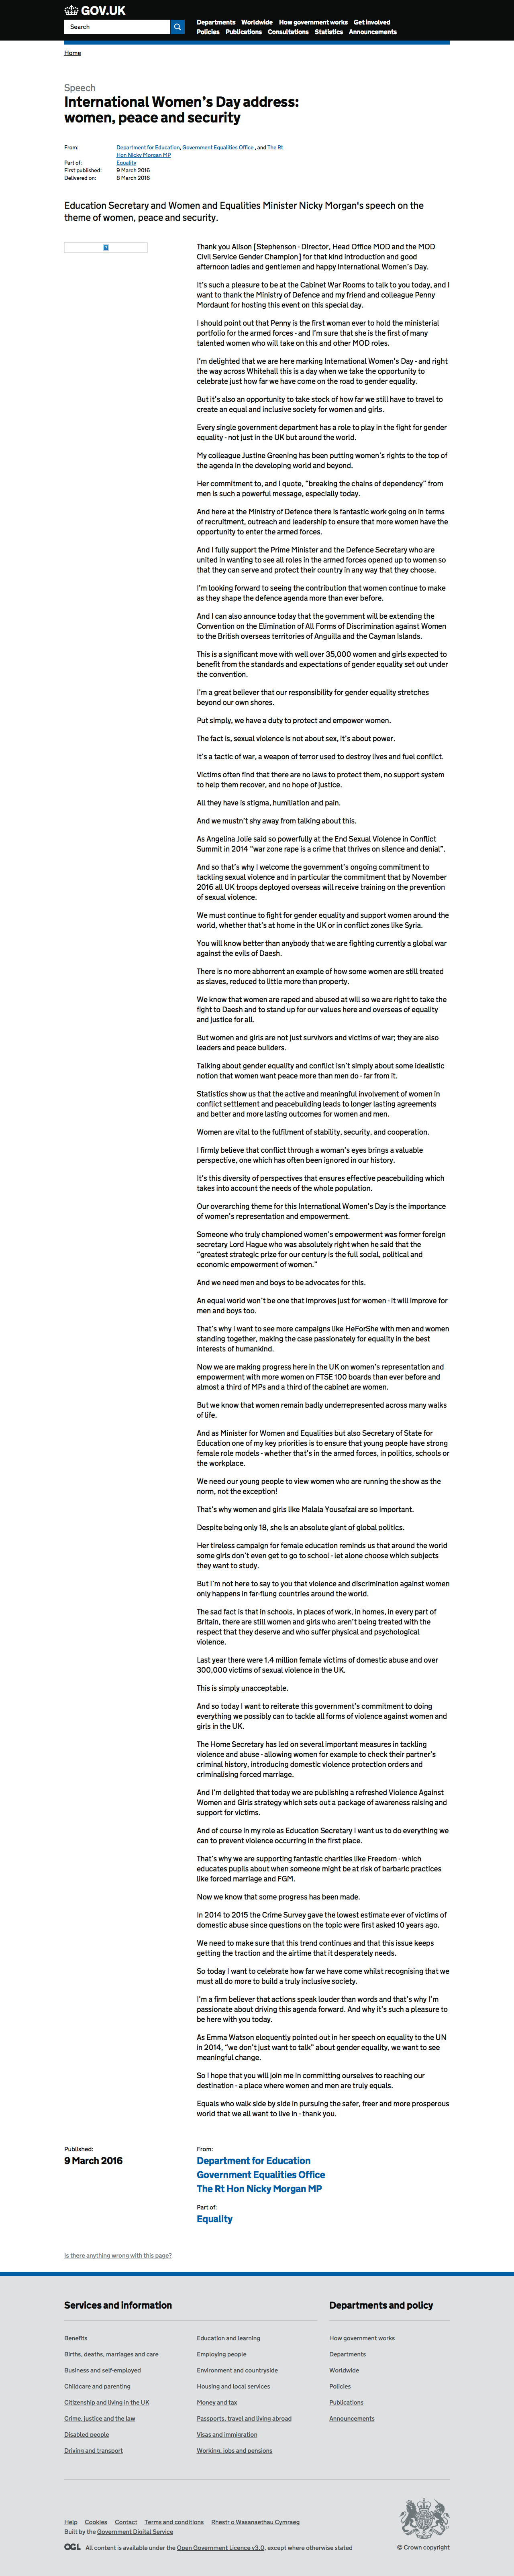 GOV.UK
Search
Departments Worldwide How government works Get involved
Policies Publications Consultations Statistics Announcements
Home
Speech
International Women’s Day address:
women, peace and security
From: Department for Education, Government Equalities Office , and The Rt
Hon Nicky Morgan MP
Part of: Equality
First published: 9 March 2016
Delivered on: 8 March 2016
Education Secretary and Women and Equalities Minister Nicky Morgan's speech on the
theme of women, peace and security.
Thank you Alison [Stephenson - Director, Head Office MOD and the MOD
Civil Service Gender Champion] for that kind introduction and good
afternoon ladies and gentlemen and happy International Women’s Day.
It’s such a pleasure to be at the Cabinet War Rooms to talk to you today, and I
want to thank the Ministry of Defence and my friend and colleague Penny
Mordaunt for hosting this event on this special day.
I should point out that Penny is the first woman ever to hold the ministerial
portfolio for the armed forces - and I’m sure that she is the first of many
talented women who will take on this and other MOD roles.
I’m delighted that we are here marking International Women’s Day - and right
the way across Whitehall this is a day when we take the opportunity to
celebrate just how far we have come on the road to gender equality.
But it’s also an opportunity to take stock of how far we still have to travel to
create an equal and inclusive society for women and girls.
Every single government department has a role to play in the fight for gender
equality - not just in the UK but around the world.
My colleague Justine Greening has been putting women’s rights to the top of
the agenda in the developing world and beyond.
Her commitment to, and I quote, “breaking the chains of dependency” from
men is such a powerful message, especially today.
And here at the Ministry of Defence there is fantastic work going on in terms
of recruitment, outreach and leadership to ensure that more women have the
opportunity to enter the armed forces.
And I fully support the Prime Minister and the Defence Secretary who are
united in wanting to see all roles in the armed forces opened up to women so
that they can serve and protect their country in any way that they choose.
I’m looking forward to seeing the contribution that women continue to make
as they shape the defence agenda more than ever before.
And I can also announce today that the government will be extending the
Convention on the Elimination of All Forms of Discrimination against Women
to the British overseas territories of Anguilla and the Cayman Islands.
This is a significant move with well over 35,000 women and girls expected to
benefit from the standards and expectations of gender equality set out under
the convention.
I’m a great believer that our responsibility for gender equality stretches
beyond our own shores.
Put simply, we have a duty to protect and empower women.
The fact is, sexual violence is not about sex, it’s about power.
It’s a tactic of war, a weapon of terror used to destroy lives and fuel conflict.
Victims often find that there are no laws to protect them, no support system
to help them recover, and no hope of justice.
All they have is stigma, humiliation and pain.
And we mustn’t shy away from talking about this.
As Angelina Jolie said so powerfully at the End Sexual Violence in Conflict
Summit in 2014 “war zone rape is a crime that thrives on silence and denial”.
And so that’s why I welcome the government’s ongoing commitment to
tackling sexual violence and in particular the commitment that by November
2016 all UK troops deployed overseas will receive training on the prevention
of sexual violence.
We must continue to fight for gender equality and support women around the
world, whether that’s at home in the UK or in conflict zones like Syria.
You will know better than anybody that we are fighting currently a global war
against the evils of Daesh.
There is no more abhorrent an example of how some women are still treated
as slaves, reduced to little more than property.
We know that women are raped and abused at will so we are right to take the
fight to Daesh and to stand up for our values here and overseas of equality
and justice for all.
But women and girls are not just survivors and victims of war; they are also
leaders and peace builders.
Talking about gender equality and conflict isn’t simply about some idealistic
notion that women want peace more than men do - far from it.
Statistics show us that the active and meaningful involvement of women in
conflict settlement and peacebuilding leads to longer lasting agreements
and better and more lasting outcomes for women and men.
Women are vital to the fulfilment of stability, security, and cooperation.
I firmly believe that conflict through a woman’s eyes brings a valuable
perspective, one which has often been ignored in our history.
It’s this diversity of perspectives that ensures effective peacebuilding which
takes into account the needs of the whole population.
Our overarching theme for this International Women’s Day is the importance
of women’s representation and empowerment.
Someone who truly championed women’s empowerment was former foreign
secretary Lord Hague who was absolutely right when he said that the
“greatest strategic prize for our century is the full social, political and
economic empowerment of women.”
And we need men and boys to be advocates for this.
An equal world won’t be one that improves just for women - it will improve for
men and boys too.
That’s why I want to see more campaigns like HeForShe with men and women
standing together, making the case passionately for equality in the best
interests of humankind.
Now we are making progress here in the UK on women’s representation and
empowerment with more women on FTSE 100 boards than ever before and
almost a third of MPs and a third of the cabinet are women.
But we know that women remain badly underrepresented across many walks
of life.
And as Minister for Women and Equalities but also Secretary of State for
Education one of my key priorities is to ensure that young people have strong
female role models - whether that’s in the armed forces, in politics, schools or
the workplace.
We need our young people to view women who are running the show as the
norm, not the exception!
That’s why women and girls like Malala Yousafzai are so important.
Despite being only 18, she is an absolute giant of global politics.
Her tireless campaign for female education reminds us that around the world
some girls don’t even get to go to school - let alone choose which subjects
they want to study.
But I’m not here to say to you that violence and discrimination against women
only happens in far-flung countries around the world.
The sad fact is that in schools, in places of work, in homes, in every part of
Britain, there are still women and girls who aren’t being treated with the
respect that they deserve and who suffer physical and psychological
violence.
Last year there were 1.4 million female victims of domestic abuse and over
300,000 victims of sexual violence in the UK.
This is simply unacceptable.
And so today I want to reiterate this government’s commitment to doing
everything we possibly can to tackle all forms of violence against women and
girls in the UK.
The Home Secretary has led on several important measures in tackling
violence and abuse - allowing women for example to check their partner’s
criminal history, introducing domestic violence protection orders and
criminalising forced marriage.
And I’m delighted that today we are publishing a refreshed Violence Against
Women and Girls strategy which sets out a package of awareness raising and
support for victims.
And of course in my role as Education Secretary I want us to do everything we
can to prevent violence occurring in the first place.
That’s why we are supporting fantastic charities like Freedom - which
educates pupils about when someone might be at risk of barbaric practices
like forced marriage and FGM.
Now we know that some progress has been made.
In 2014 to 2015 the Crime Survey gave the lowest estimate ever of victims of
domestic abuse since questions on the topic were first asked 10 years ago.
We need to make sure that this trend continues and that this issue keeps
getting the traction and the airtime that it desperately needs.
So today I want to celebrate how far we have come whilst recognising that we
must all do more to build a truly inclusive society.
I’m a firm believer that actions speak louder than words and that’s why I’m
passionate about driving this agenda forward. And why it’s such a pleasure to
be here with you today.
As Emma Watson eloquently pointed out in her speech on equality to the UN
in 2014, “we don’t just want to talk” about gender equality, we want to see
meaningful change.
So I hope that you will join me in committing ourselves to reaching our
destination - a place where women and men are truly equals.
Equals who walk side by side in pursuing the safer, freer and more prosperous
world that we all want to live in - thank you.
Published:
9 March 2016
From:
Department for Education
Government Equalities Office
The Rt Hon Nicky Morgan MP
Part of:
Equality
Is there anything wrong with this page?
Services and information
Benefits
Births, deaths, marriages and care
Business and self-employed
Childcare and parenting
Citizenship and living in the UK
Crime, justice and the law
Disabled people
Driving and transport
Education and learning
Employing people
Environment and countryside
Housing and local services
Money and tax
Passports, travel and living abroad
Visas and immigration
Working, jobs and pensions
Departments and policy
How government works
Departments
Worldwide
Policies
Publications
Announcements
Help Cookies Contact Terms and conditions Rhestr o Wasanaethau Cymraeg
Built by the Government Digital Service
OGL All content is available under the Open Government Licence v3.0, except where otherwise stated
© Crown copyright